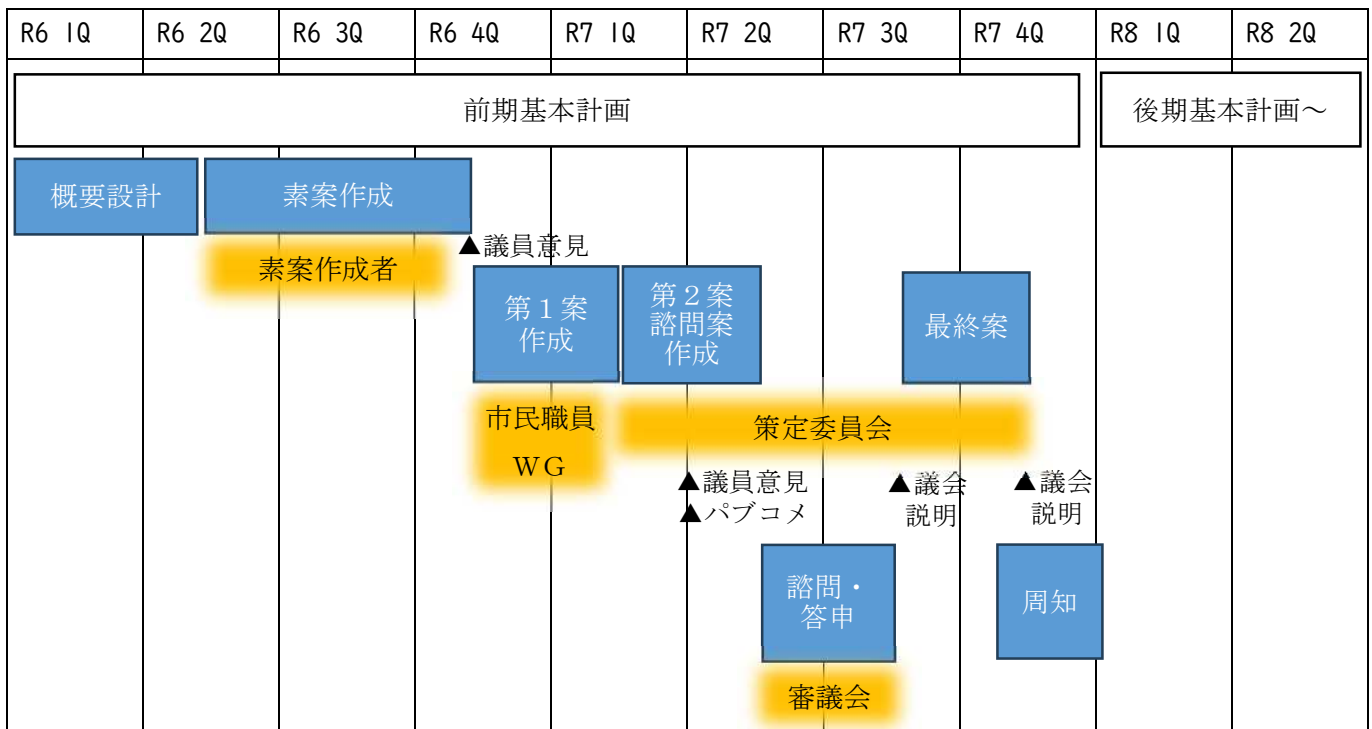 R6 1Q R6 2Q R6 3Q R6 4Q R7 1Q R7 2Q R7 3Q R7 4Q R8 1Q R8 2Q
前期基本計画
後期基本計画～
概要設計
素案作成
素案作成者
▲議員意見
第１案
作成
第２案
諮問案
作成
最終案
市民職員
ＷＧ
策定委員会
▲議員意見
▲パブコメ
▲議会
説明
▲議会
説明
諮問・
答申
周知
審議会